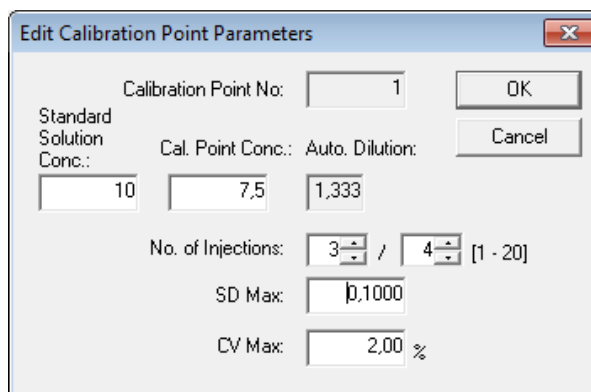 Edit Calibration Point Parameters
Calibration Point No: 1 OK
Standard
Solution
Conc.: Cal. Point Conc.: Auto. Dilution: Cancel
10 7,5 1,333
No. of Injections: 3 / 4 [1 - 20]
SD Max: 0,1000
CV Max: 2,00 %